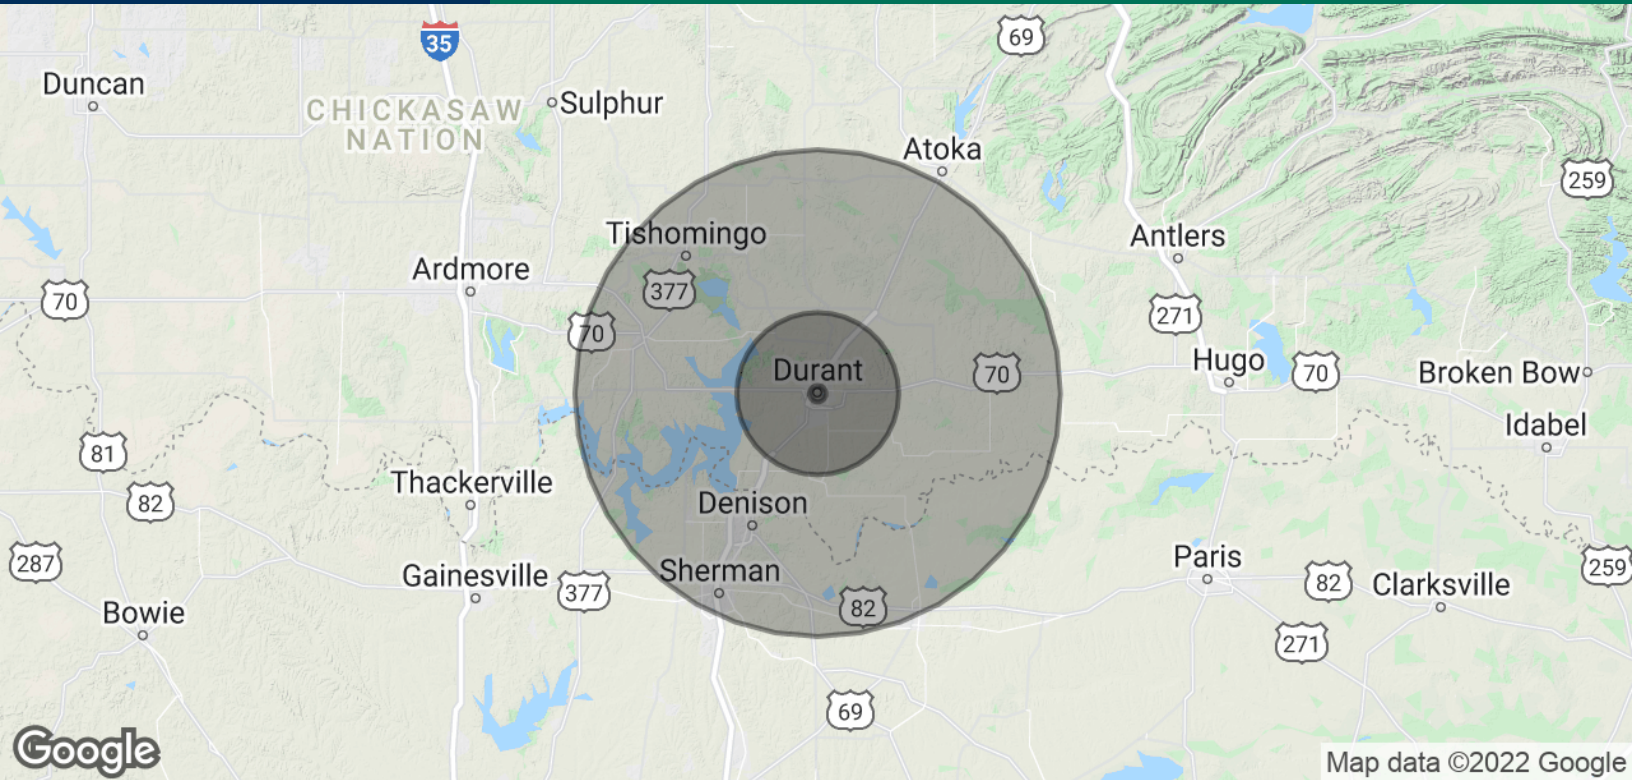 69
35
Duncan
CHICKASAW
NATION
Sulphur
Atoka
259
Tishomingo
Antlers
Ardmore
377
70
271
70
Hugo
Durant
70
70
Broken Bow
Idabel
81
Thackerville
82
Denison
287
Sherman
Paris
259
Gainesville
377
82
Clarksville
Bowie
82
271
69
Google
Map data ©2022 Google